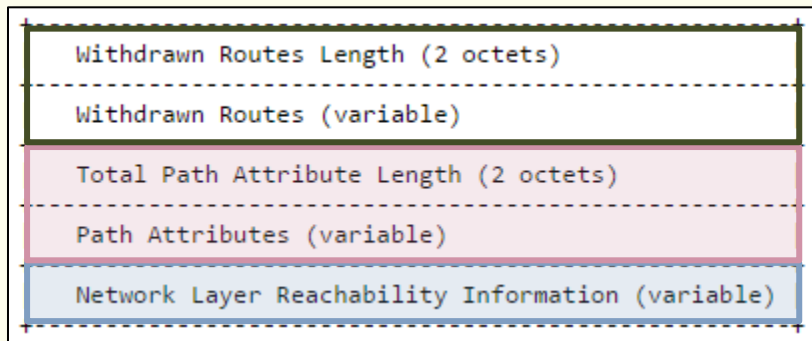 Withdrawn Routes Length (2 octets)
Withdrawn Routes (variable)
Total Path Attribute Length (2 octets)
Path Attributes (variable)
Network Layer Reachability Information (variable)